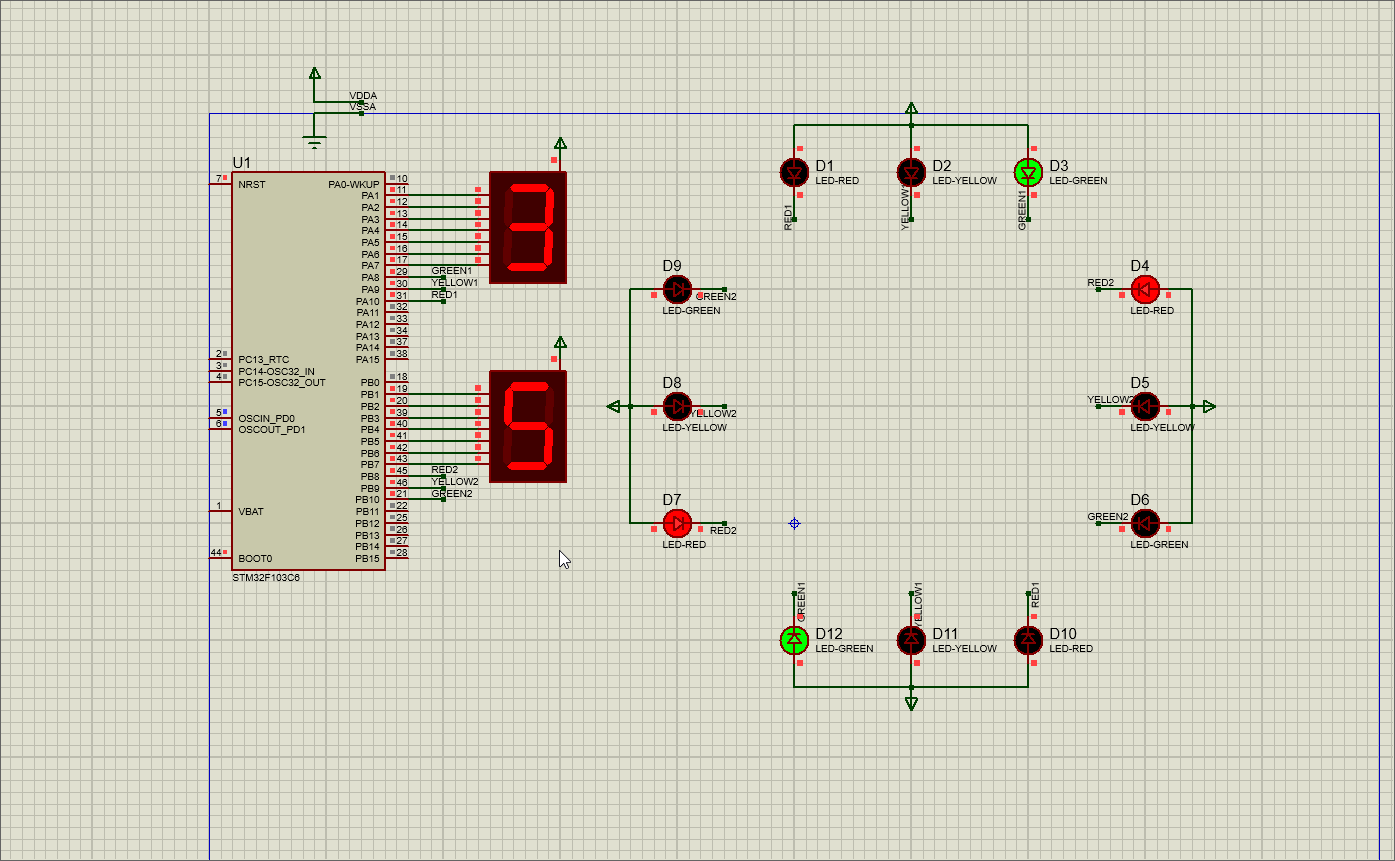 VDDA
VSSA
U1
7 NRST
2 PC13_RTC
3 PC14-OSC32_IN
4 PC15-OSC32_OUT
5 OSCIN_PD0
6 OSCOUT_PD1
1 VBAT
44 BOOT0
PA0-WKUP 10
PA1 11
PA2 12
PA3 13
PA4 14
PA5 15
PA6 16
PA7 17
PA8 29 GREEN1
PA9 30 YELLOW1
PA10 31 RED1
PA11 32
PA12 33
PA13 34
PA14 37
PA15 38
PB0 18
PB1 19
PB2 20
PB3 39
PB4 40
PB5 41
PB6 42
PB7 43
PB8 45 RED2
PB9 46 YELLOW2
PB10 21 GREEN2
PB11 22
PB12 25
PB13 26
PB14 27
PB15 28
STM32F103C6
3
5
D1
LED-RED
RED1
D2
LED-YELLOW
YELLOW1
D3
LED-GREEN
GREEN1
D9
GREEN2
LED-GREEN
D8
YELLOW2
LED-YELLOW
D7
RED2
LED-RED
D4
RED2
LED-RED
D5
YELLOW2
LED-YELLOW
D6
GREEN2
LED-GREEN
GREEN1
D12
LED-GREEN
YELLOW1
D11
LED-YELLOW
RED1
D10
LED-RED